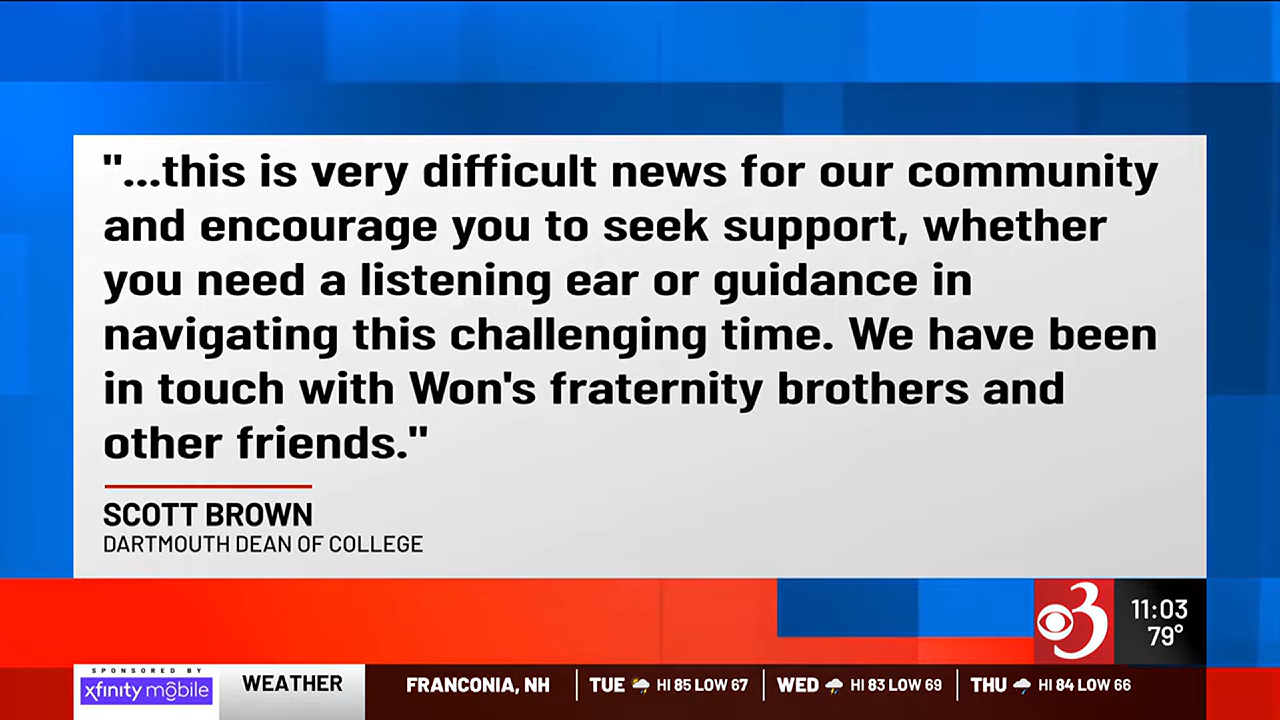 "...this is very difficult news for our community
and encourage you to seek support, whether
you need a listening ear or guidance in
navigating this challenging time. We have been
in touch with Won's fraternity brothers and
other friends."
SCOTT BROWN
DARTMOUTH DEAN OF COLLEGE
3
11:03
79°
SPONSORED BY
xfinity mobile
WEATHER
FRANCONIA, NH
TUE HI 85 LOW 67
WED HI 83 LOW 69
THU HI 84 LOW 66